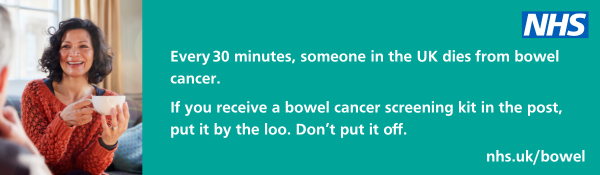 NHS
Every 30 minutes, someone in the UK dies from bowel
cancer.
If you receive a bowel cancer screening kit in the post,
put it by the loo. Don't put it off.
nhs.uk/bowel